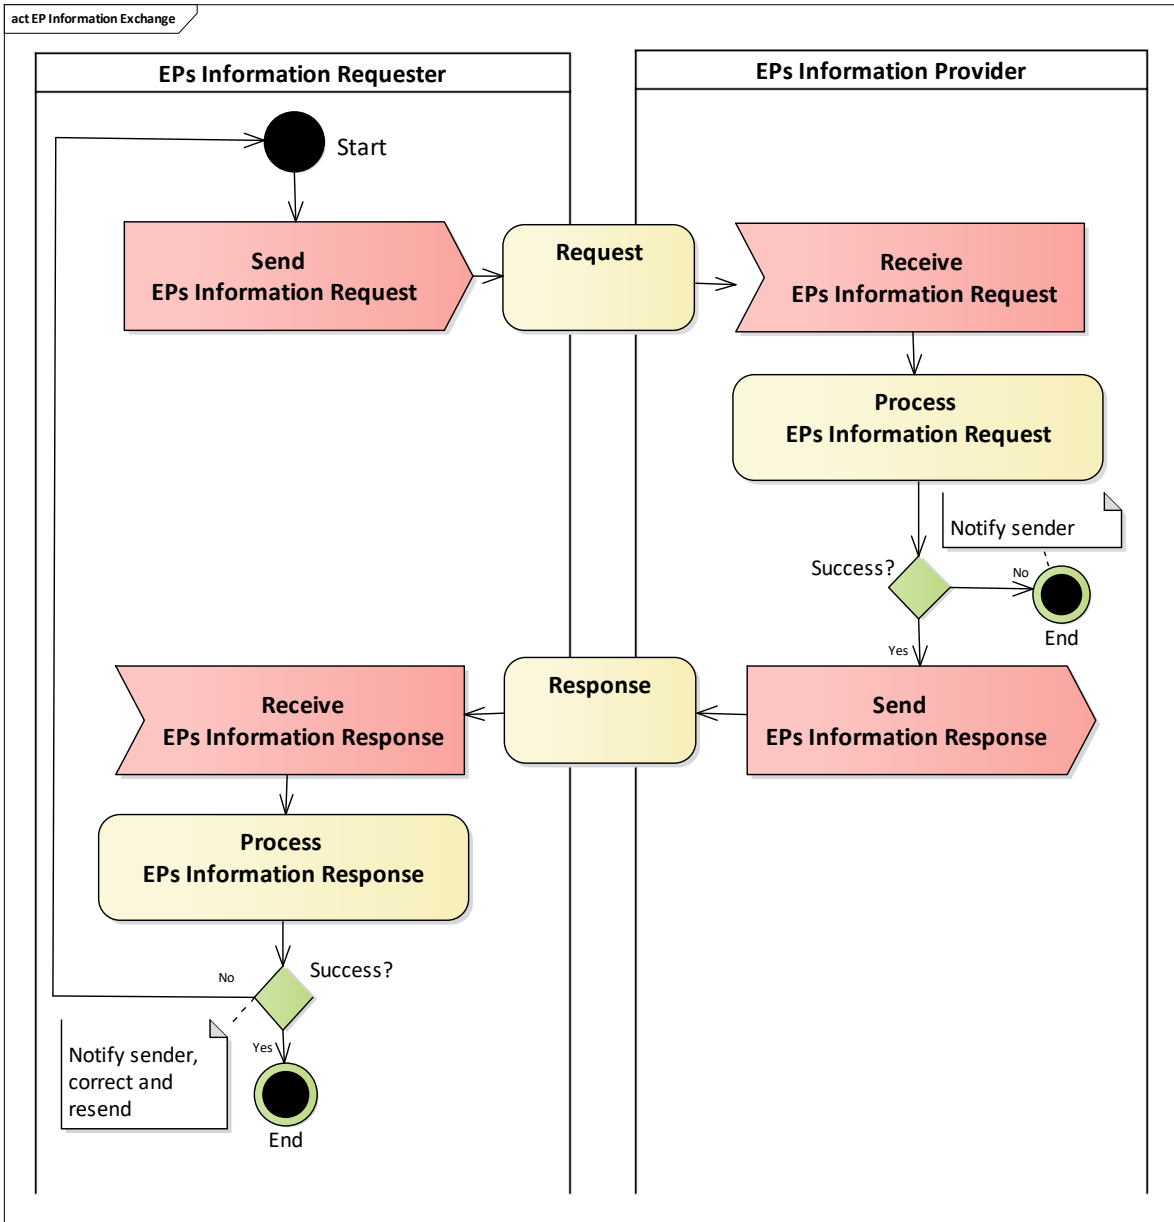 act EP Information Exchange
EPs Information Requester
EPs Information Provider
Start
Send
EPs Information Request
Request
Receive
EPs Information Request
Process
EPs Information Request
Notify sender
Success?
No
End
Yes
Receive
EPs Information Response
Response
Send
EPs Information Response
Process
EPs Information Response
No
Success?
Notify sender,
correct and
resend
Yes
End